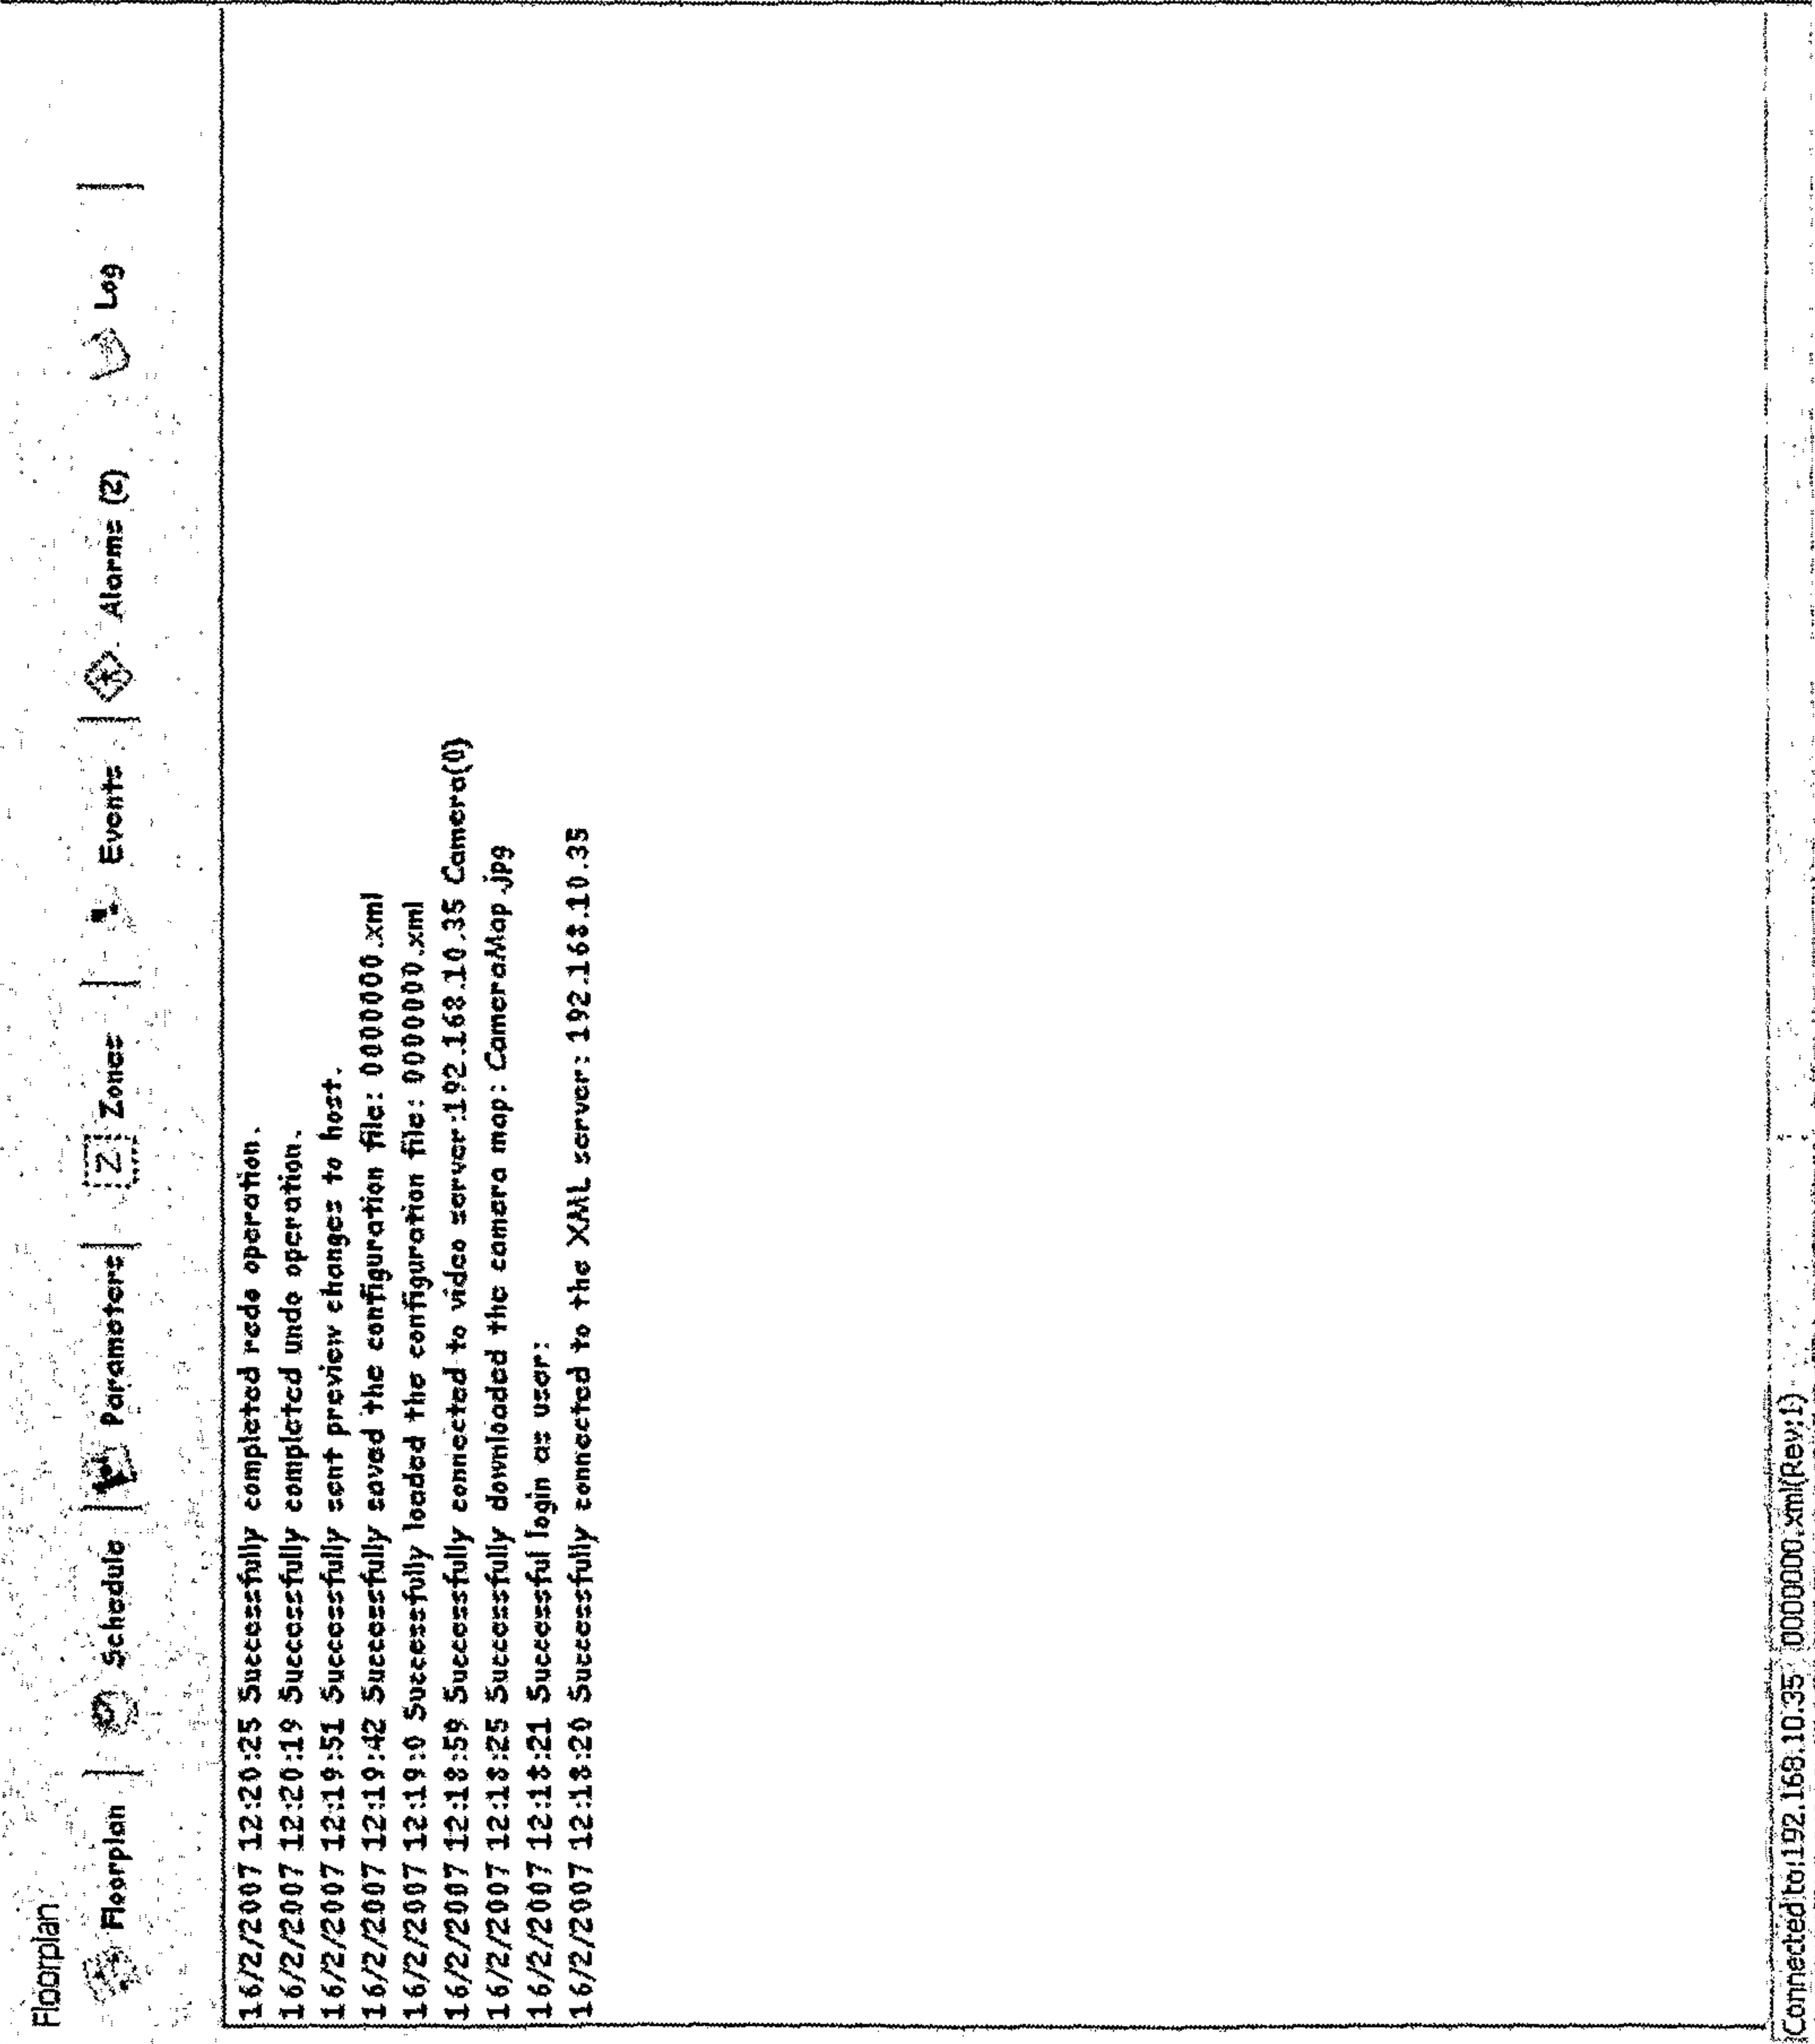 Floorplan
Floorplan | Schedule | Parameters | Z Zones | Events | Alarms (2) Log |
16/2/2007 12:20:25 Successfully completed redo operation.
16/2/2007 12:20:19 Successfully completed undo operation.
16/2/2007 12:19:51 Successfully sent preview changes to host.
16/2/2007 12:19:42 Successfully saved the configuration file: 0000000.xml
16/2/2007 12:19:0 Successfully loaded the configuration file: 0000000.xml
16/2/2007 12:18:59 Successfully connected to video server:192.168.10.35 Camera(0)
16/2/2007 12:18:25 Successfully downloaded the camera map: CameraMap.jpg
16/2/2007 12:18:21 Successful login as user:
16/2/2007 12:18:20 Successfully connected to the XML server: 192.168.10.35
Connected to:192.168.10.35 0000000.xml(Rev:1)